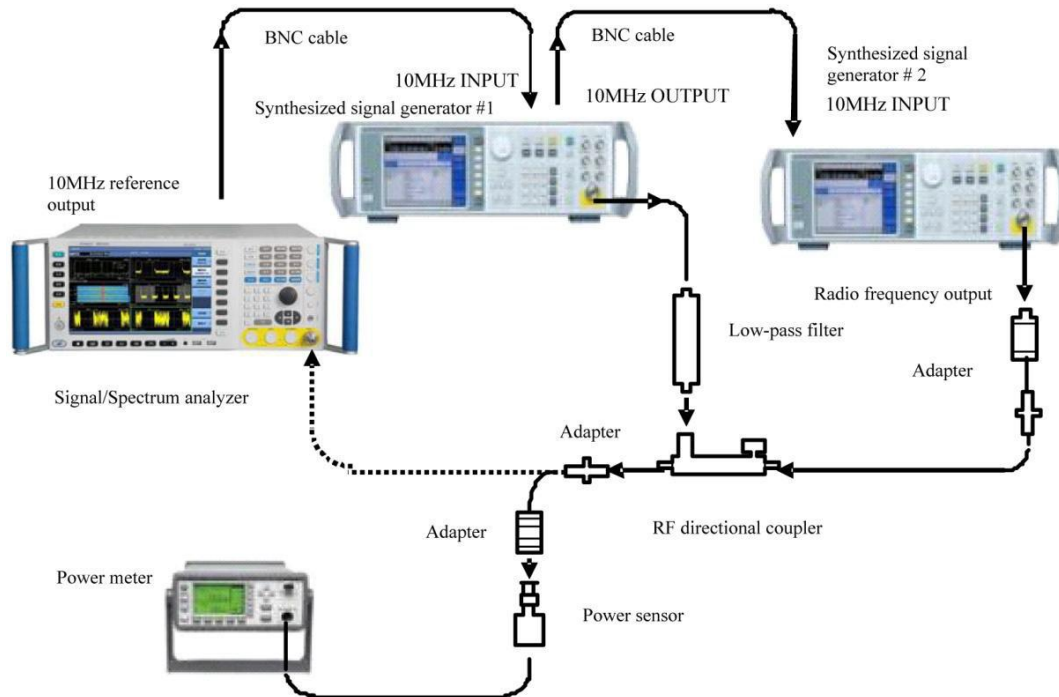 BNC cable
BNC cable
Synthesized signal
generator # 2
10MHz INPUT
10MHz INPUT
10MHz OUTPUT
Synthesized signal generator #1
10MHz reference
output
Radio frequency output
Low-pass filter
Adapter
Signal/Spectrum analyzer
Adapter
Adapter
RF directional coupler
Power meter
Power sensor